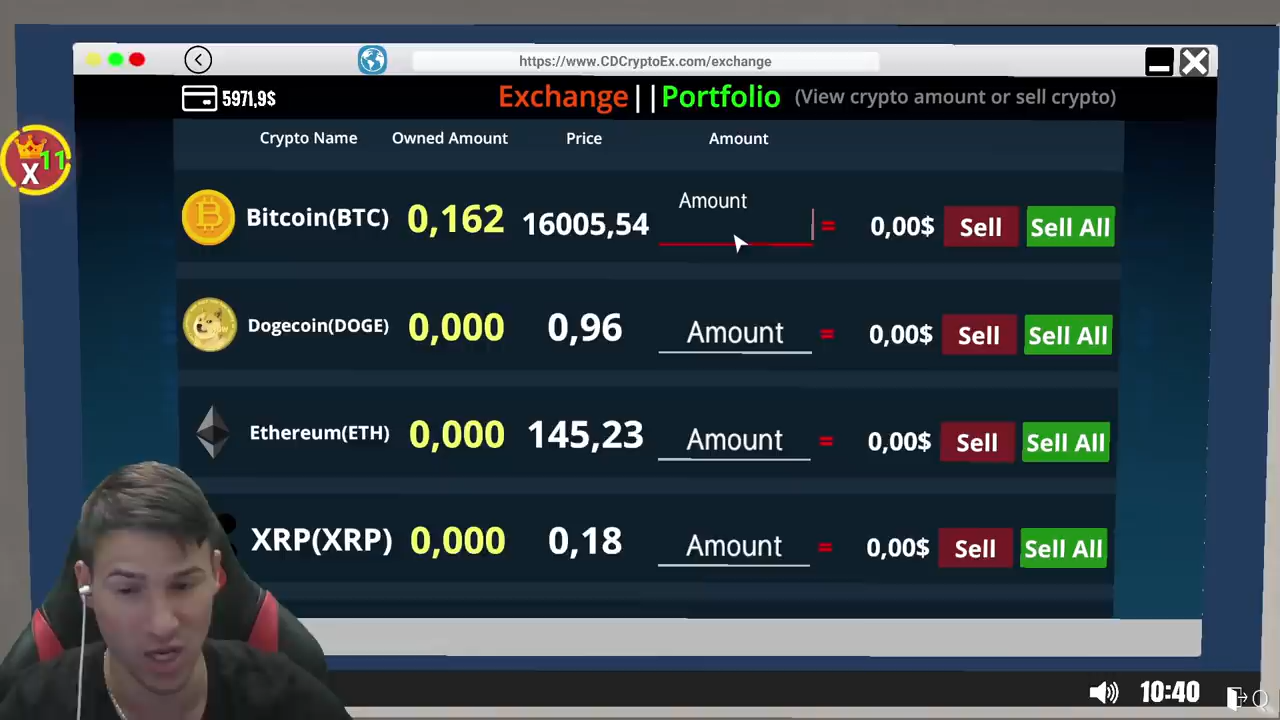 https://www.CDCryptoEx.com/exchange
5971,9$ Exchange||Portfolio (View crypto amount or sell crypto)
Crypto Name Owned Amount Price Amount
X 11
Bitcoin(BTC) 0,162 16005,54 Amount = 0,00$ Sell Sell All
Dogecoin(DOGE) 0,000 0,96 Amount = 0,00$ Sell Sell All
Ethereum(ETH) 0,000 145,23 Amount = 0,00$ Sell Sell All
XRP(XRP) 0,000 0,18 Amount = 0,00$ Sell Sell All
10:40 Q